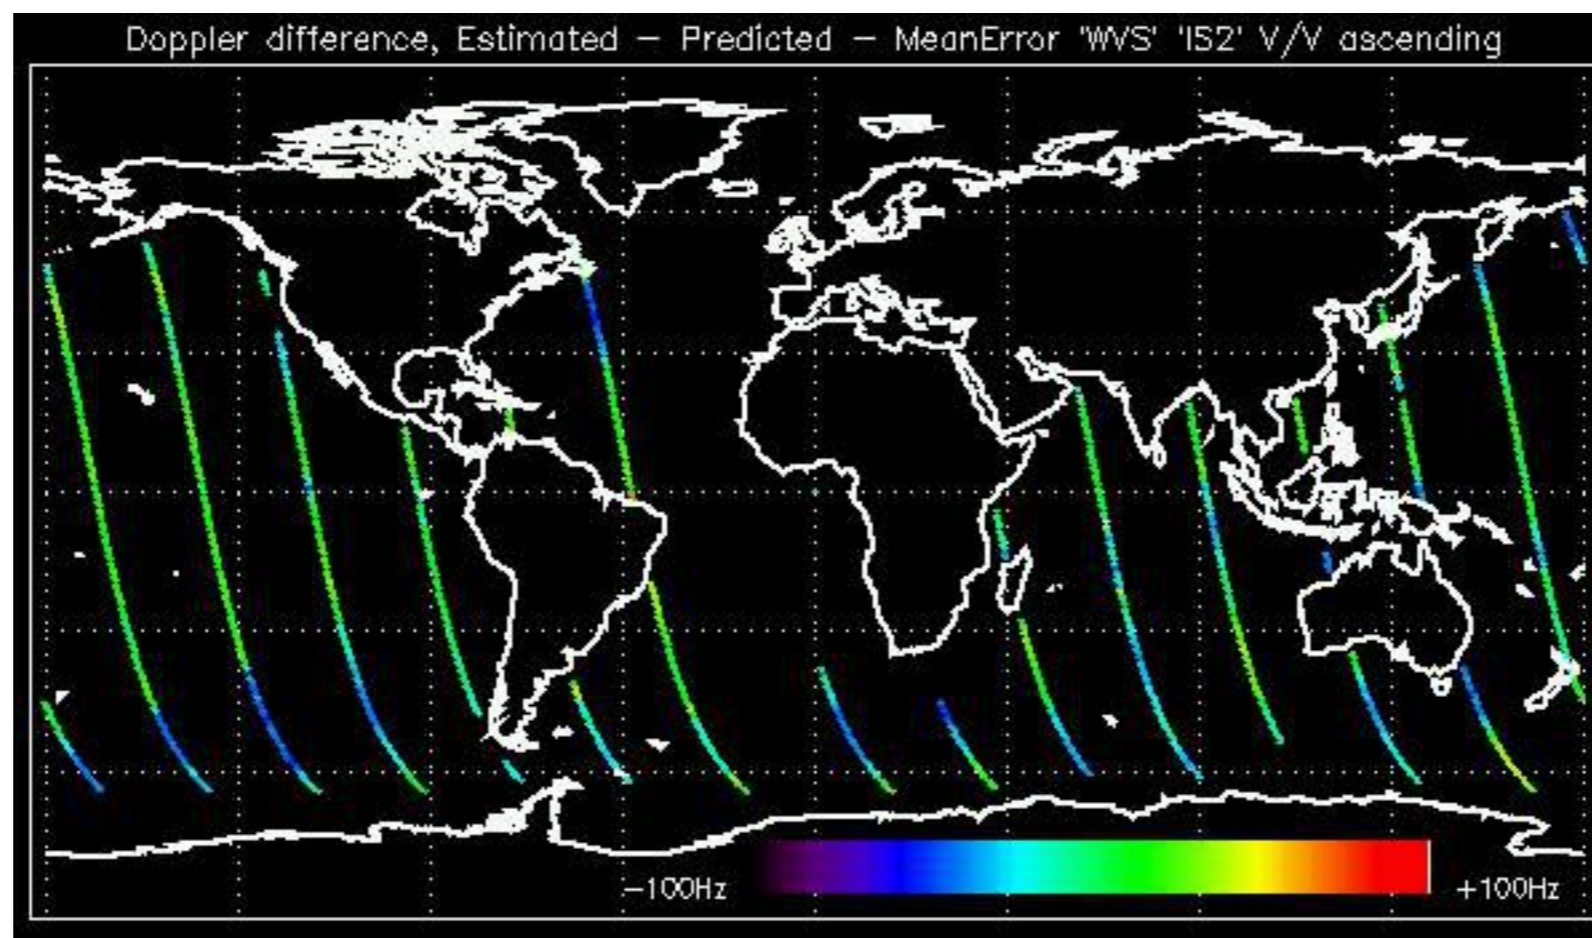 Doppler difference, Estimated - Predicted - MeanError 'WVS' 'IS2' V/V ascending
-100Hz +100Hz